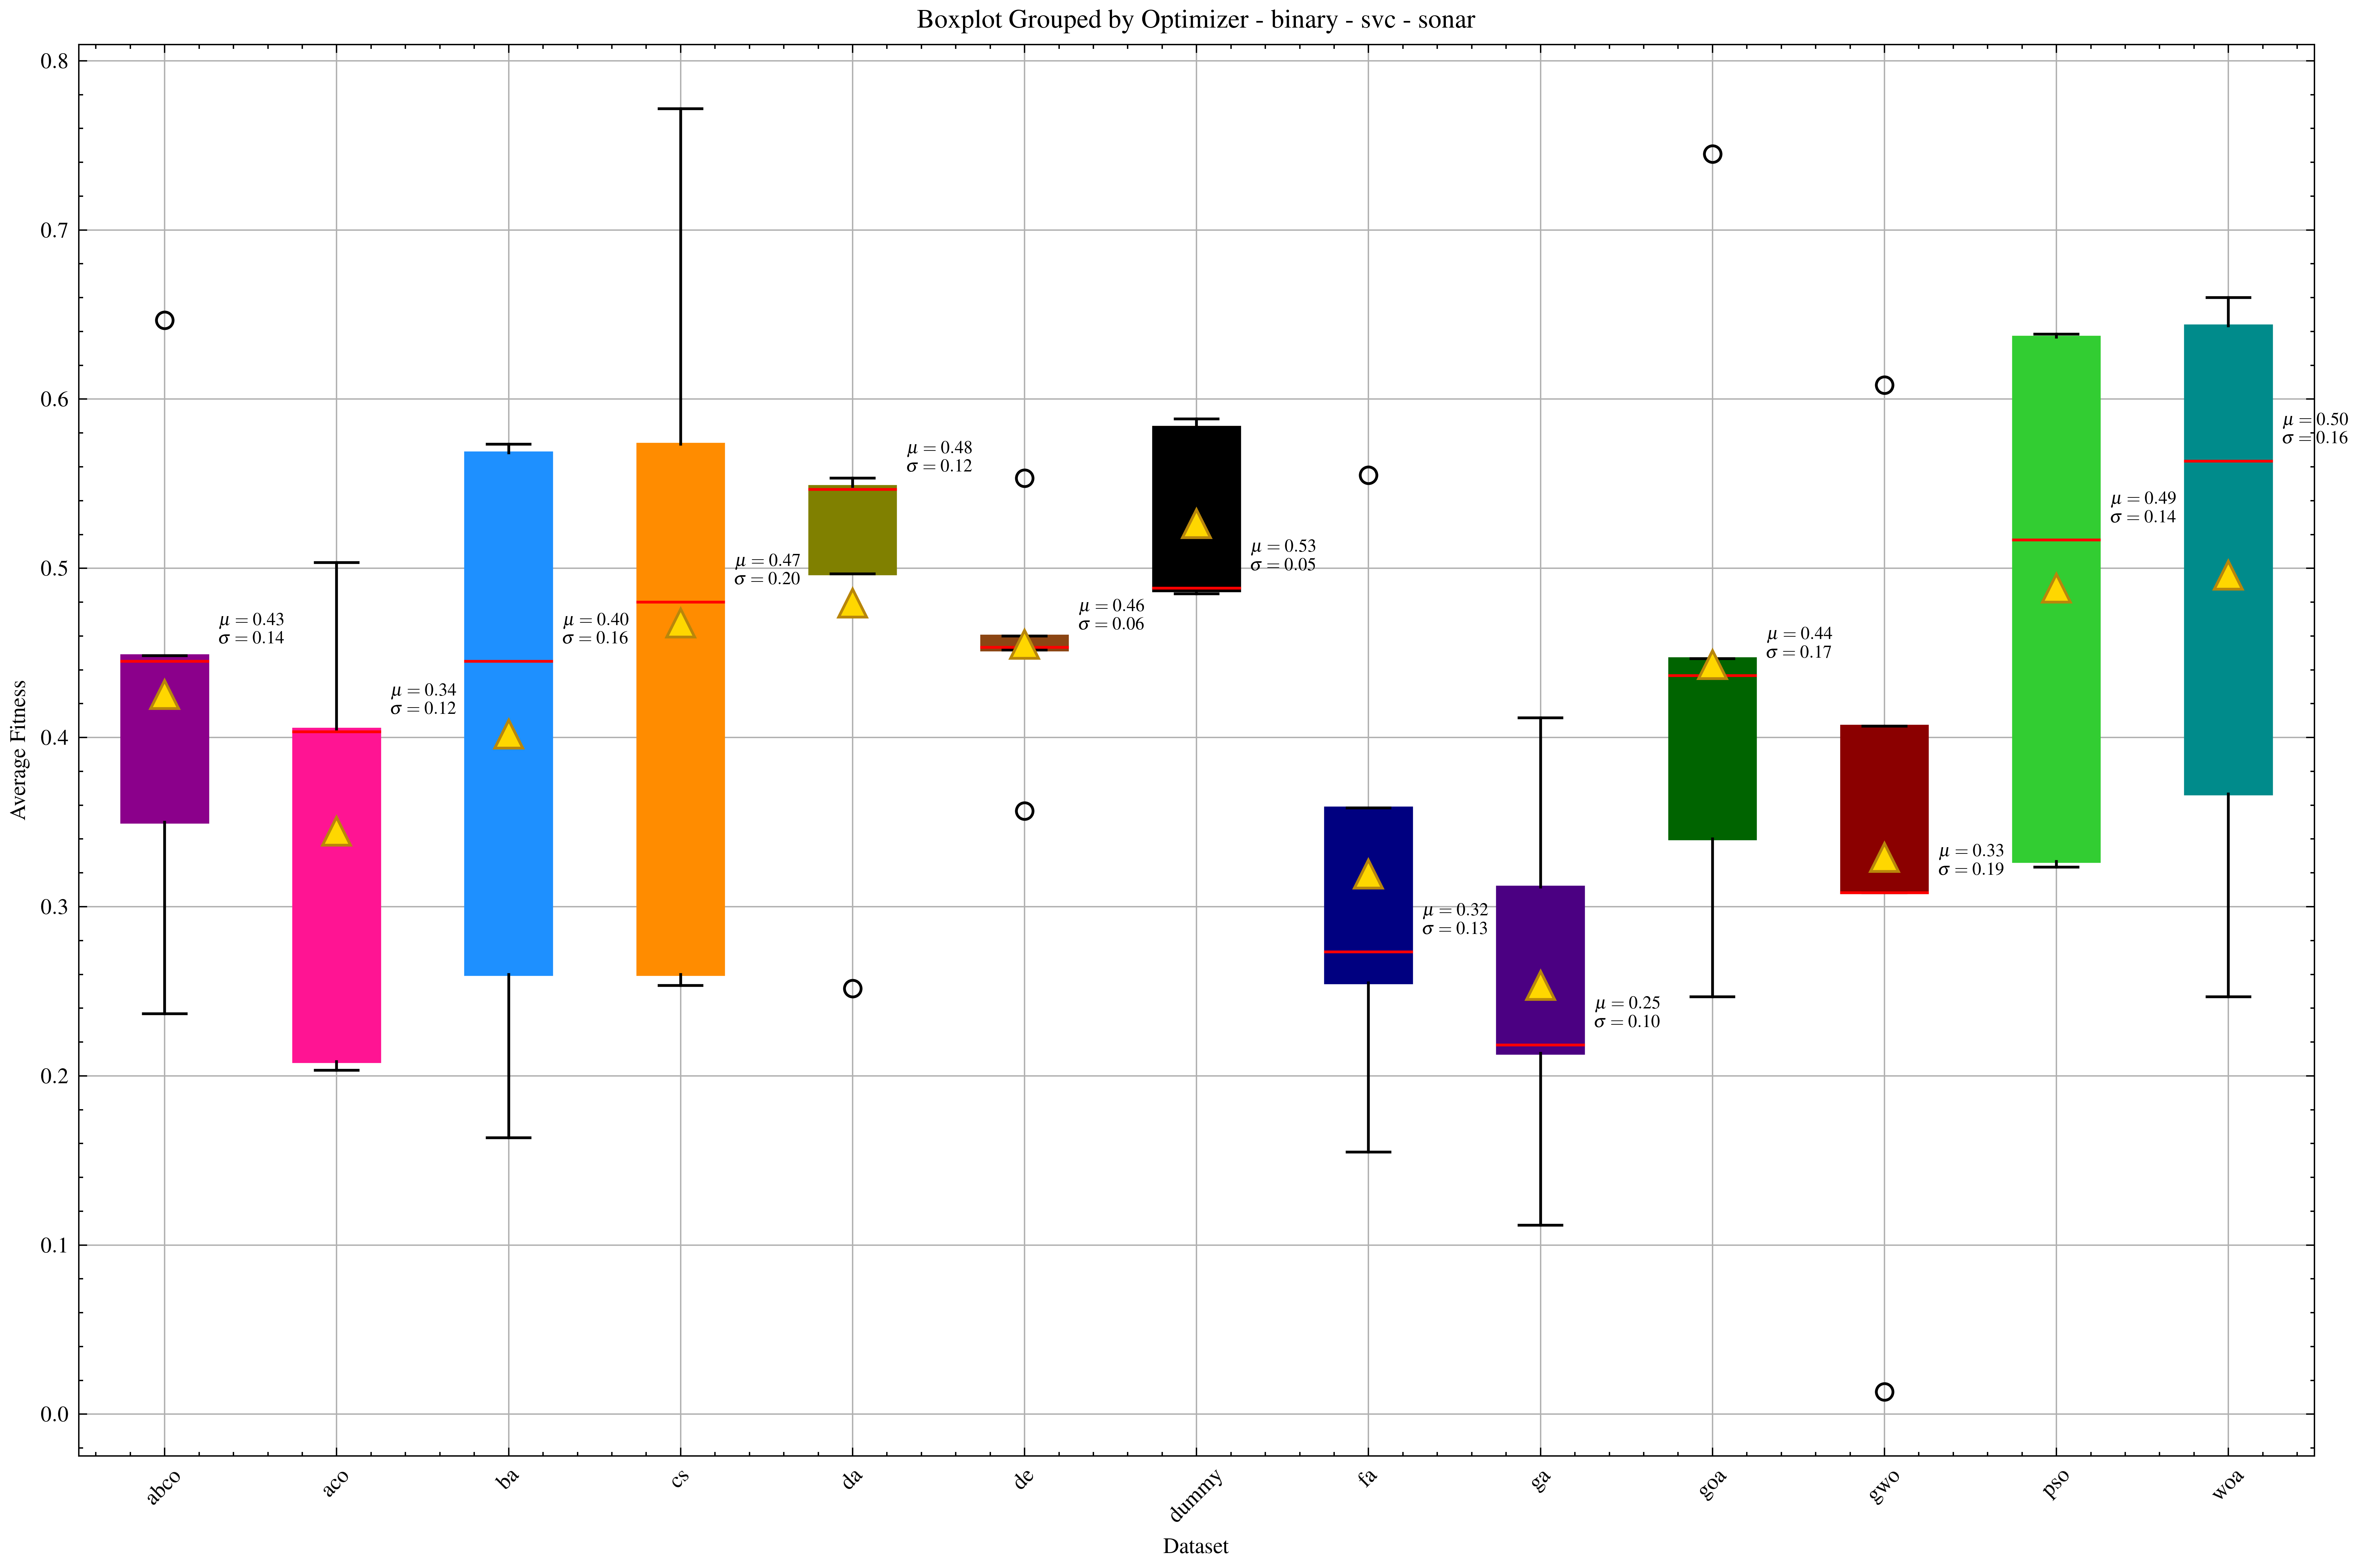 Boxplot Grouped by Optimizer - binary - svc - sonar
Average Fitness
0.8
0.7
0.6
0.5
0.4
0.3
0.2
0.1
0.0
μ = 0.43
σ = 0.14
μ = 0.34
σ = 0.12
μ = 0.40
σ = 0.16
μ = 0.47
σ = 0.20
μ = 0.48
σ = 0.12
μ = 0.46
σ = 0.06
μ = 0.53
σ = 0.05
μ = 0.32
σ = 0.13
μ = 0.25
σ = 0.10
μ = 0.44
σ = 0.17
μ = 0.33
σ = 0.19
μ = 0.49
σ = 0.14
μ = 0.50
σ = 0.16
abco
aco
ba
cs
da
de
dummy
fa
ga
goa
gwo
pso
woa
Dataset